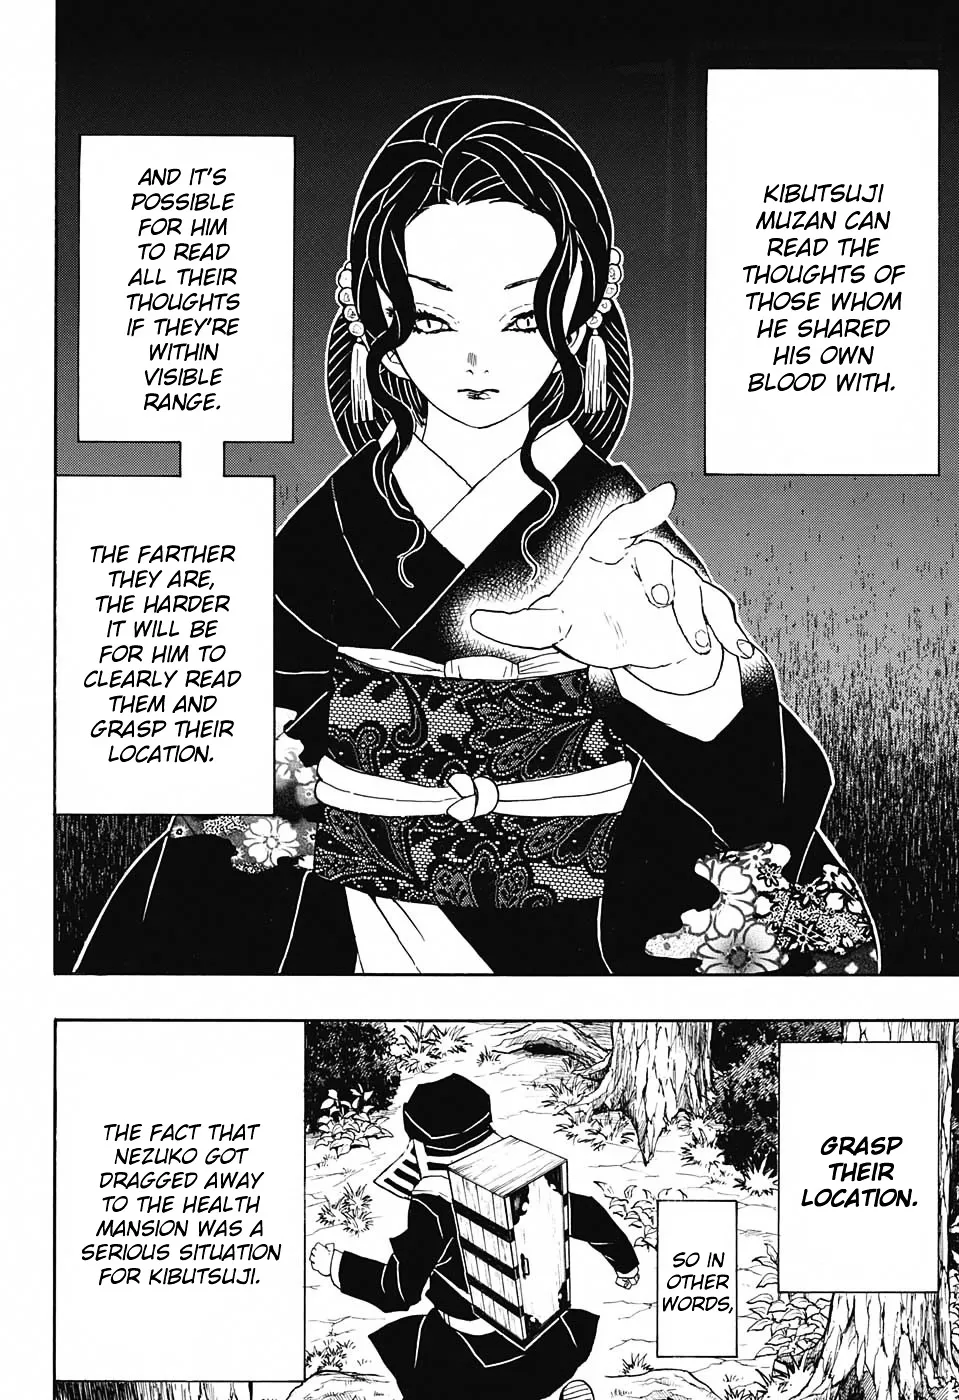 KIBUTSUJI
MUZAN CAN
READ THE
THOUGHTS OF
THOSE WHOM
HE SHARED
HIS OWN
BLOOD WITH.
AND IT'S
POSSIBLE
FOR HIM
TO READ
ALL THEIR
THOUGHTS
IF THEY'RE
WITHIN
VISIBLE
RANGE.
THE FARTHER
THEY ARE,
THE HARDER
IT WILL BE
FOR HIM TO
CLEARLY READ
THEM AND
GRASP THEIR
LOCATION.
GRASP
THEIR
LOCATION.
SO IN
OTHER
WORDS,
THE FACT THAT
NEZUKO GOT
DRAGGED AWAY
TO THE HEALTH
MANSION WAS A
SERIOUS SITUATION
FOR KIBUTSUJI.